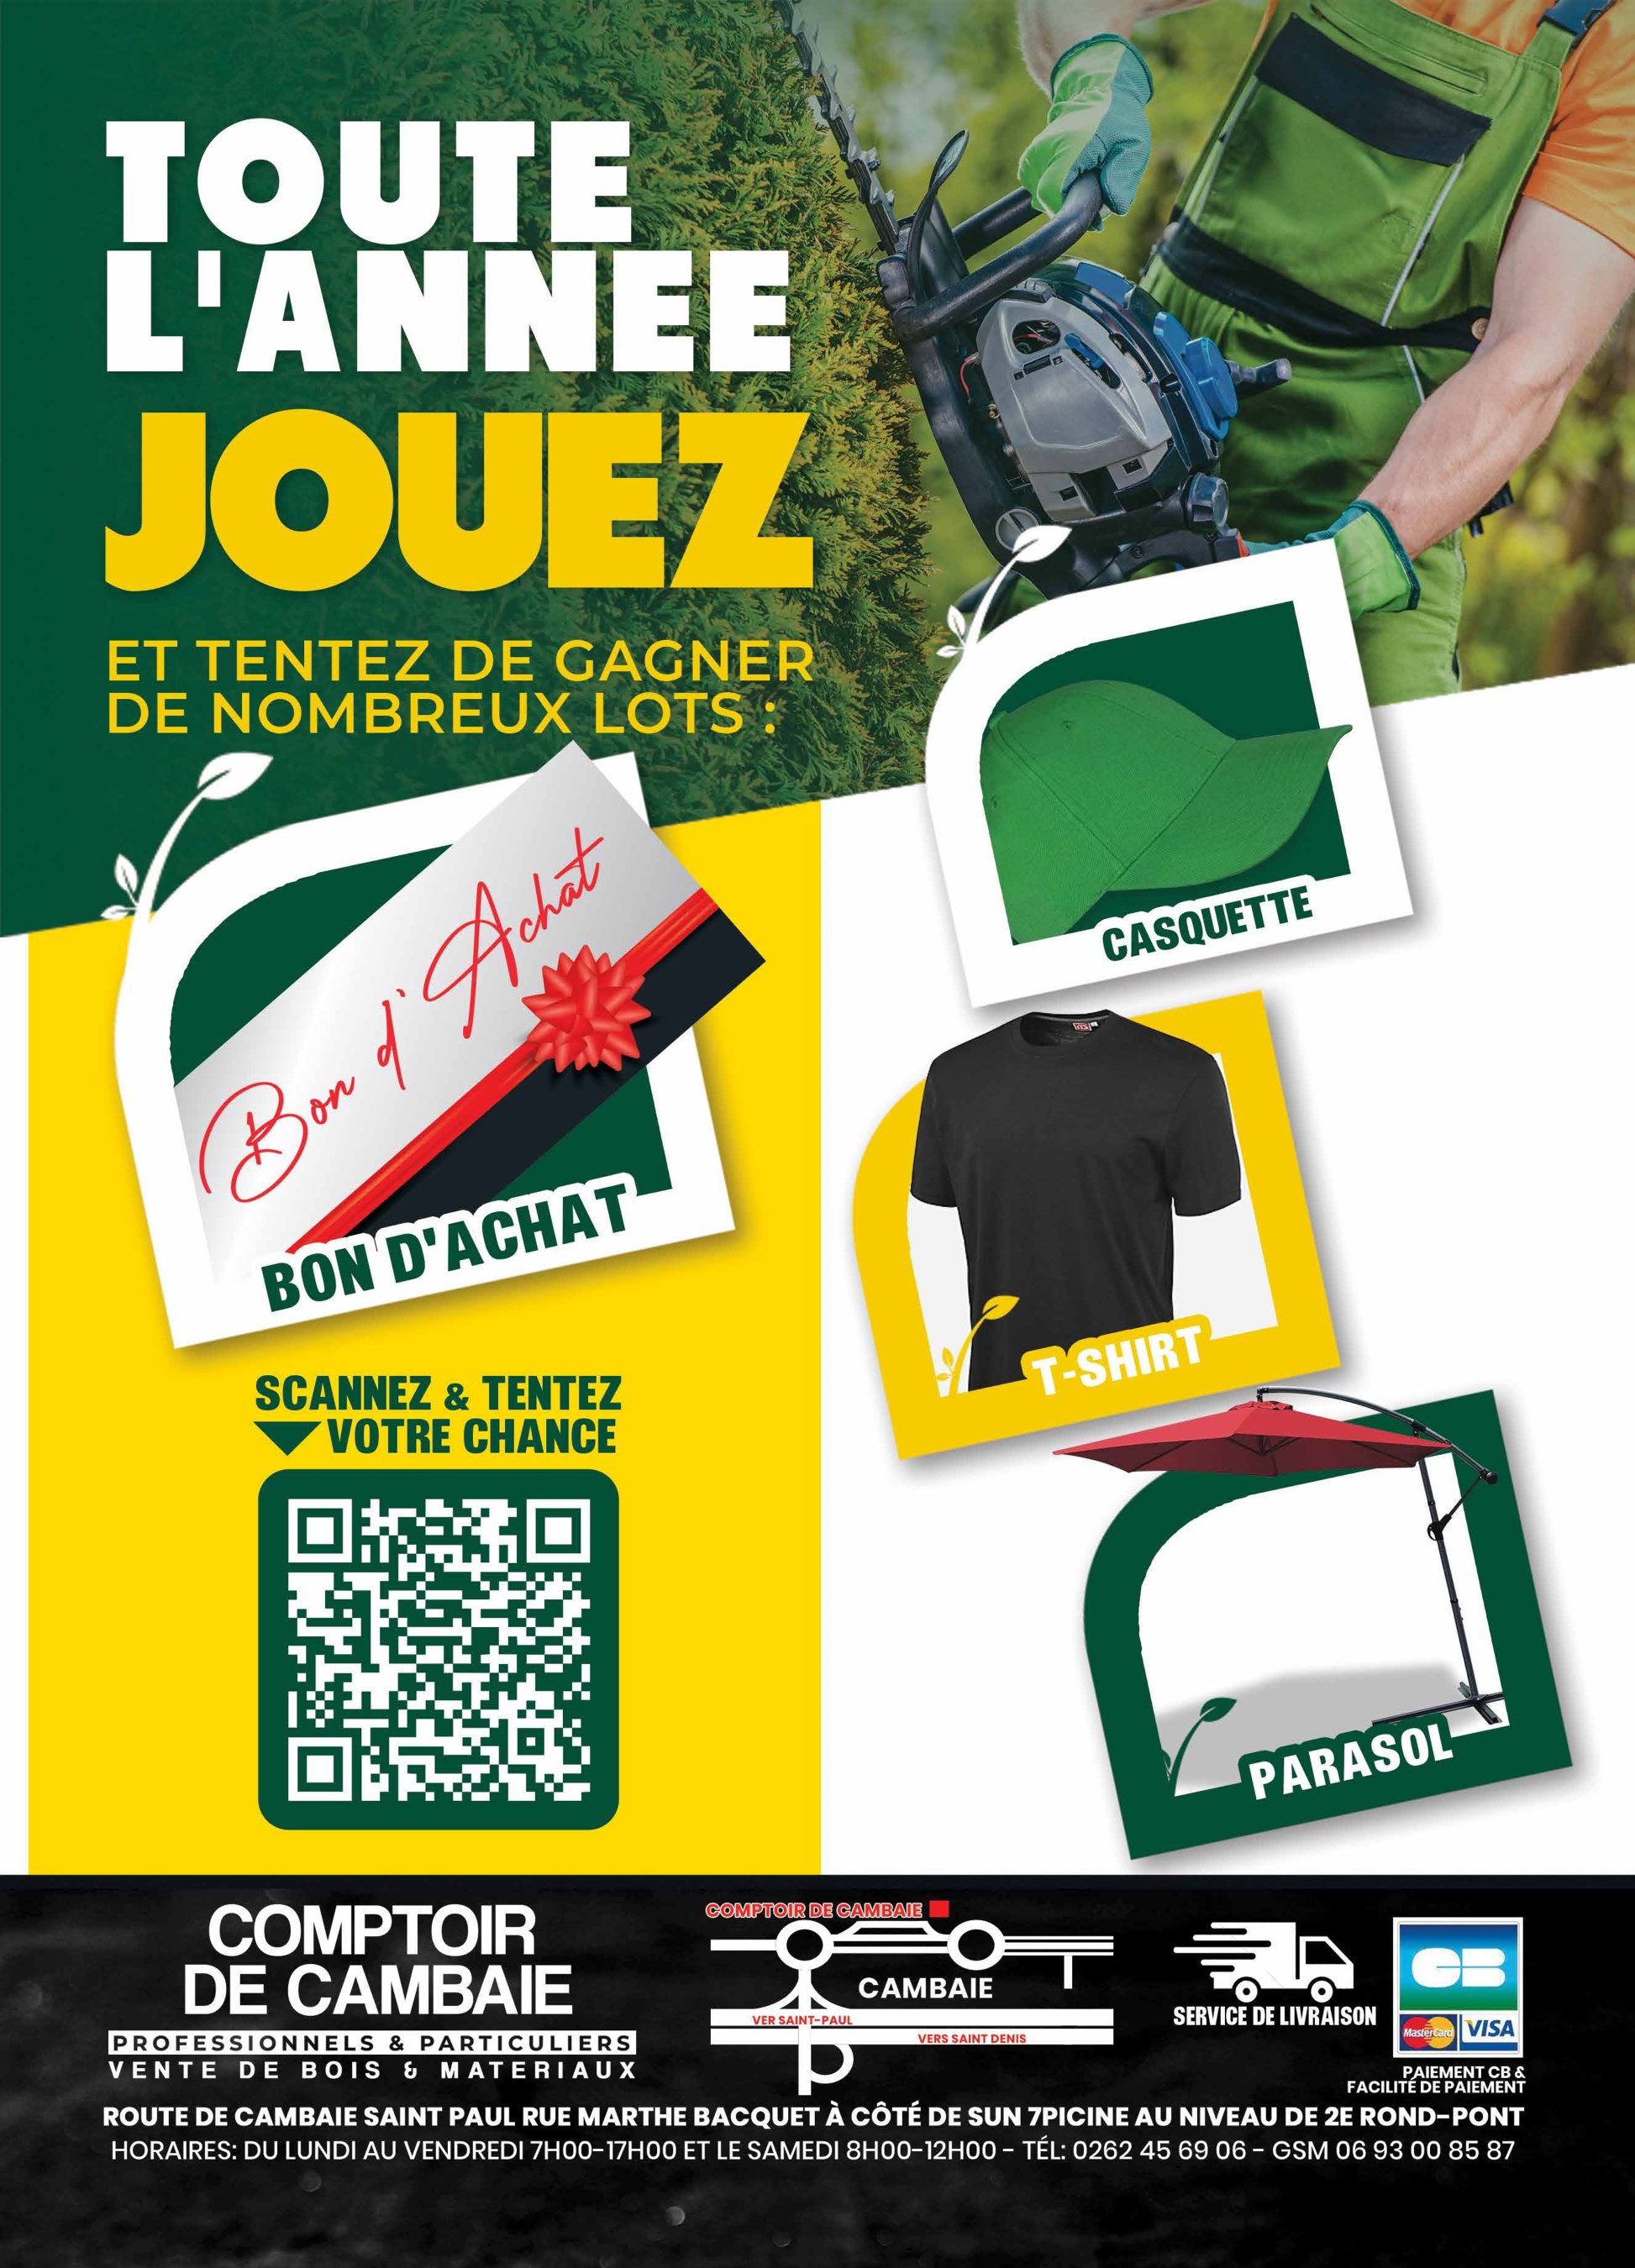 TOUTE
L'ANNEE
JOUEZ
ET TENTEZ DE GAGNER
DE NOMBREUX LOTS :
CASQUETTE
Bon d'Achat
BON D'ACHAT
T-SHIRT
SCANNEZ & TENTEZ
VOTRE CHANCE
PARASOL
COMPTOIR
DE CAMBAIE
PROFESSIONNELS & PARTICULIERS
VENTE DE BOIS & MATERIAUX
COMPTOIR DE CAMBAIE
CAMBAIE
VER SAINT-PAUL
VERS SAINT DENIS
SERVICE DE LIVRAISON
CB
MasterCard VISA
PAIEMENT CB &
FACILITÉ DE PAIEMENT
ROUTE DE CAMBAIE SAINT PAUL RUE MARTHE BACQUET À CÔTÉ DE SUN 7PICINE AU NIVEAU DE 2E ROND-PONT
HORAIRES: DU LUNDI AU VENDREDI 7H00-17H00 ET LE SAMEDI 8H00-12H00 - TÉL: 0262 45 69 06 - GSM 06 93 00 85 87